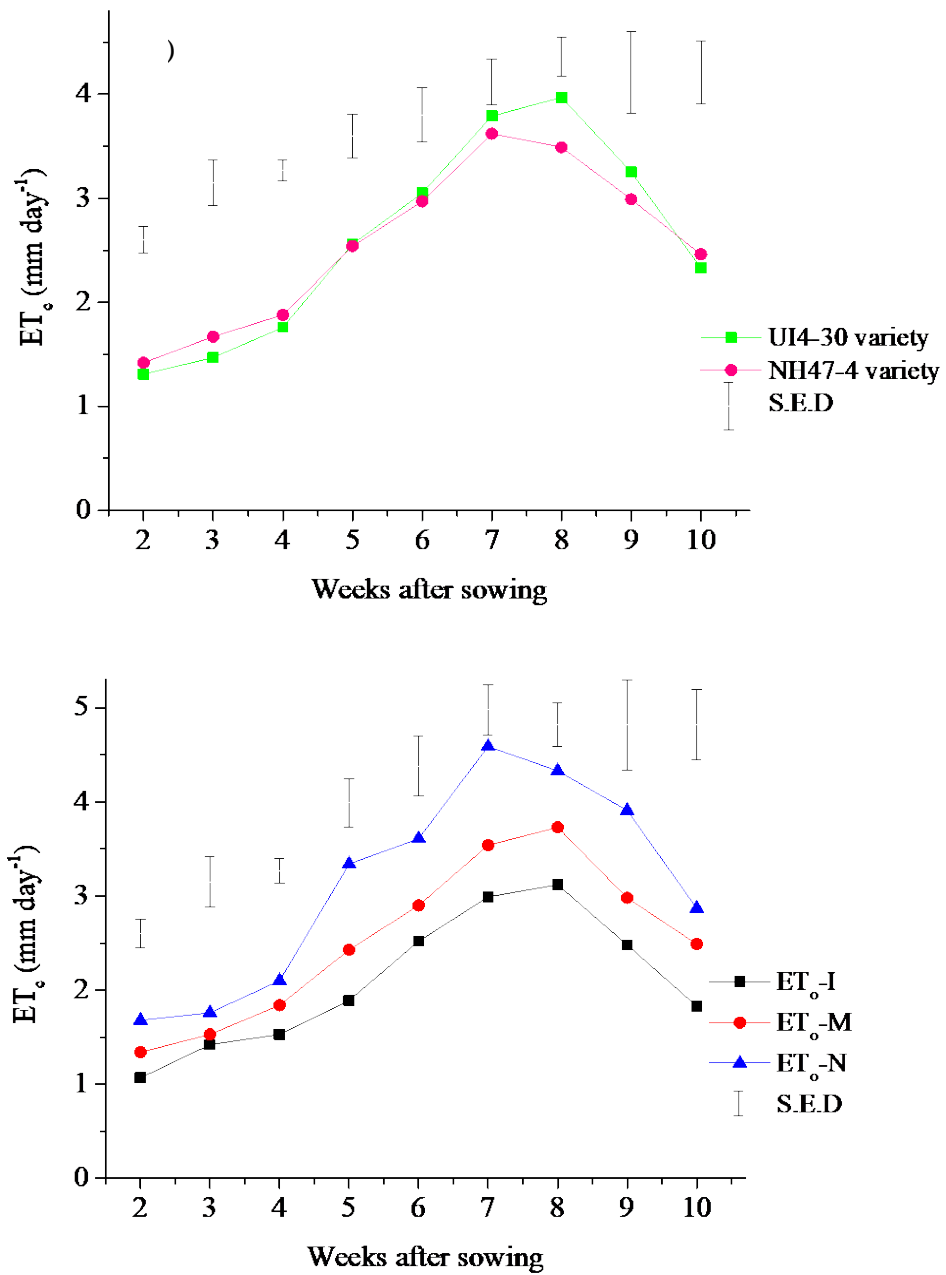 )
4
3
2
1
0
ETc (mm day-1)
UI4-30 variety
NH47-4 variety
S.E.D
2 3 4 5 6 7 8 9 10
Weeks after sowing
5
4
3
2
1
0
ETc (mm day-1)
ETo-I
ETo-M
ETo-N
S.E.D
2 3 4 5 6 7 8 9 10
Weeks after sowing